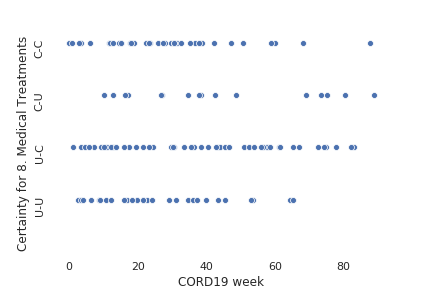 Certainty for 8. Medical Treatments
C-C
C-U
U-C
U-U
0 20 40 60 80
CORD19 week